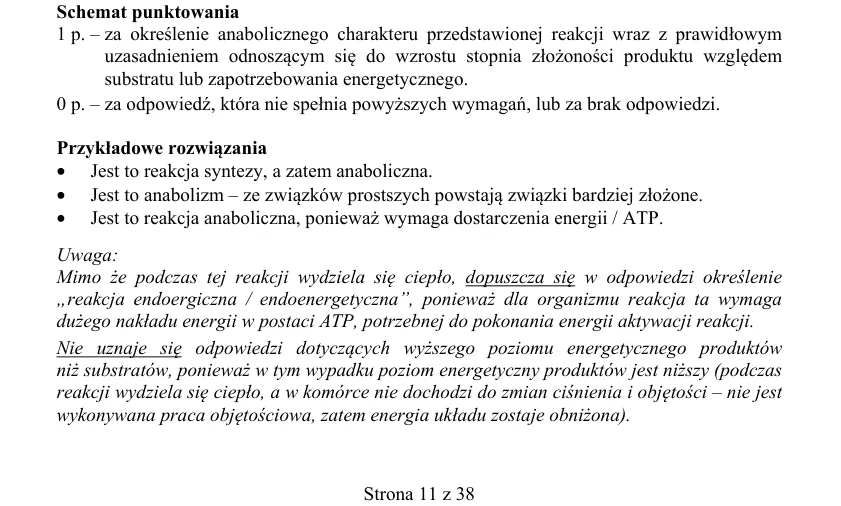 Schemat punktowania
1 p. – za określenie anabolicznego charakteru przedstawionej reakcji wraz z prawidłowym
uzasadnieniem odnoszącym się do wzrostu stopnia złożoności produktu względem
substratu lub zapotrzebowania energetycznego.
0 p. – za odpowiedź, która nie spełnia powyższych wymagań, lub za brak odpowiedzi.
Przykładowe rozwiązania
• Jest to reakcja syntezy, a zatem anaboliczna.
• Jest to anabolizm – ze związków prostszych powstają związki bardziej złożone.
• Jest to reakcja anaboliczna, ponieważ wymaga dostarczenia energii / ATP.
Uwaga:
Mimo że podczas tej reakcji wydziela się ciepło, dopuszcza się w odpowiedzi określenie
„reakcja endoergiczna / endoenergetyczna”, ponieważ dla organizmu reakcja ta wymaga
dużego nakładu energii w postaci ATP, potrzebnej do pokonania energii aktywacji reakcji.
Nie uznaje się odpowiedzi dotyczących wyższego poziomu energetycznego produktów
niż substratów, ponieważ w tym wypadku poziom energetyczny produktów jest niższy (podczas
reakcji wydziela się ciepło, a w komórce nie dochodzi do zmian ciśnienia i objętości – nie jest
wykonywana praca objętościowa, zatem energia układu zostaje obniżona).
Strona 11 z 38